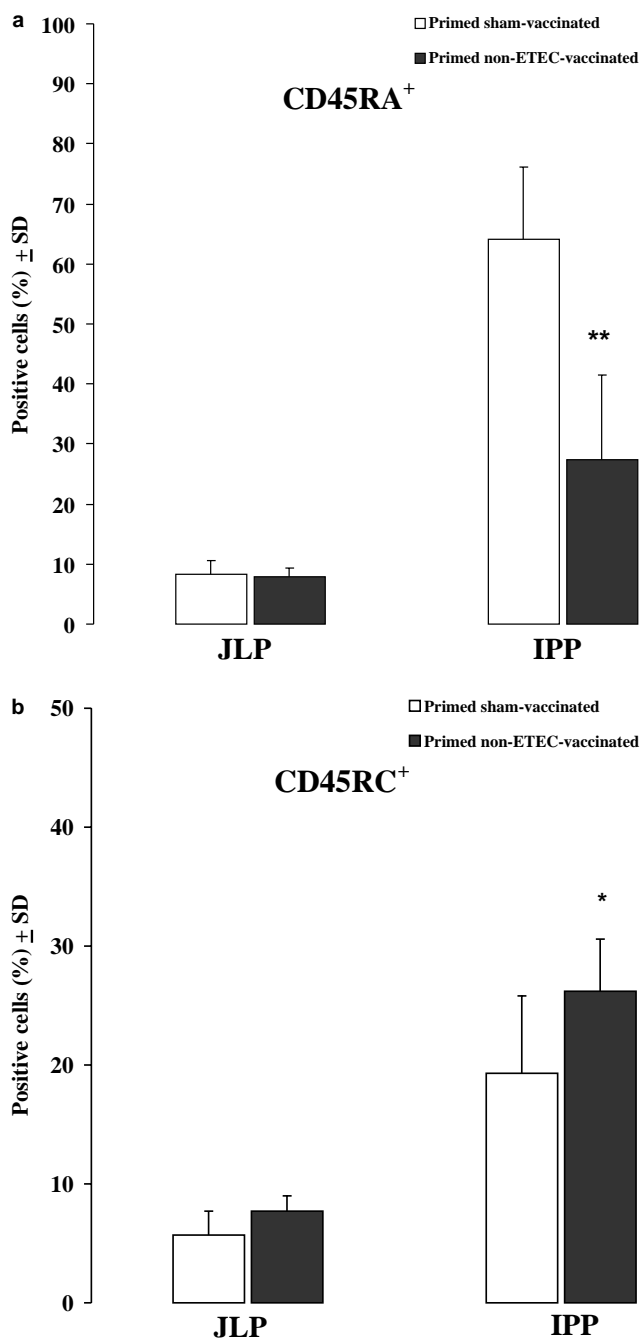 a
Primed sham-vaccinated
Primed non-ETEC-vaccinated
CD45RA+
Positive cells (%) ± SD
100
90
80
70
60
50
40
30
20
10
0
**
JLP
IPP
b
Primed sham-vaccinated
Primed non-ETEC-vaccinated
CD45RC+
Positive cells (%) ± SD
50
40
30
20
10
0
*
JLP
IPP